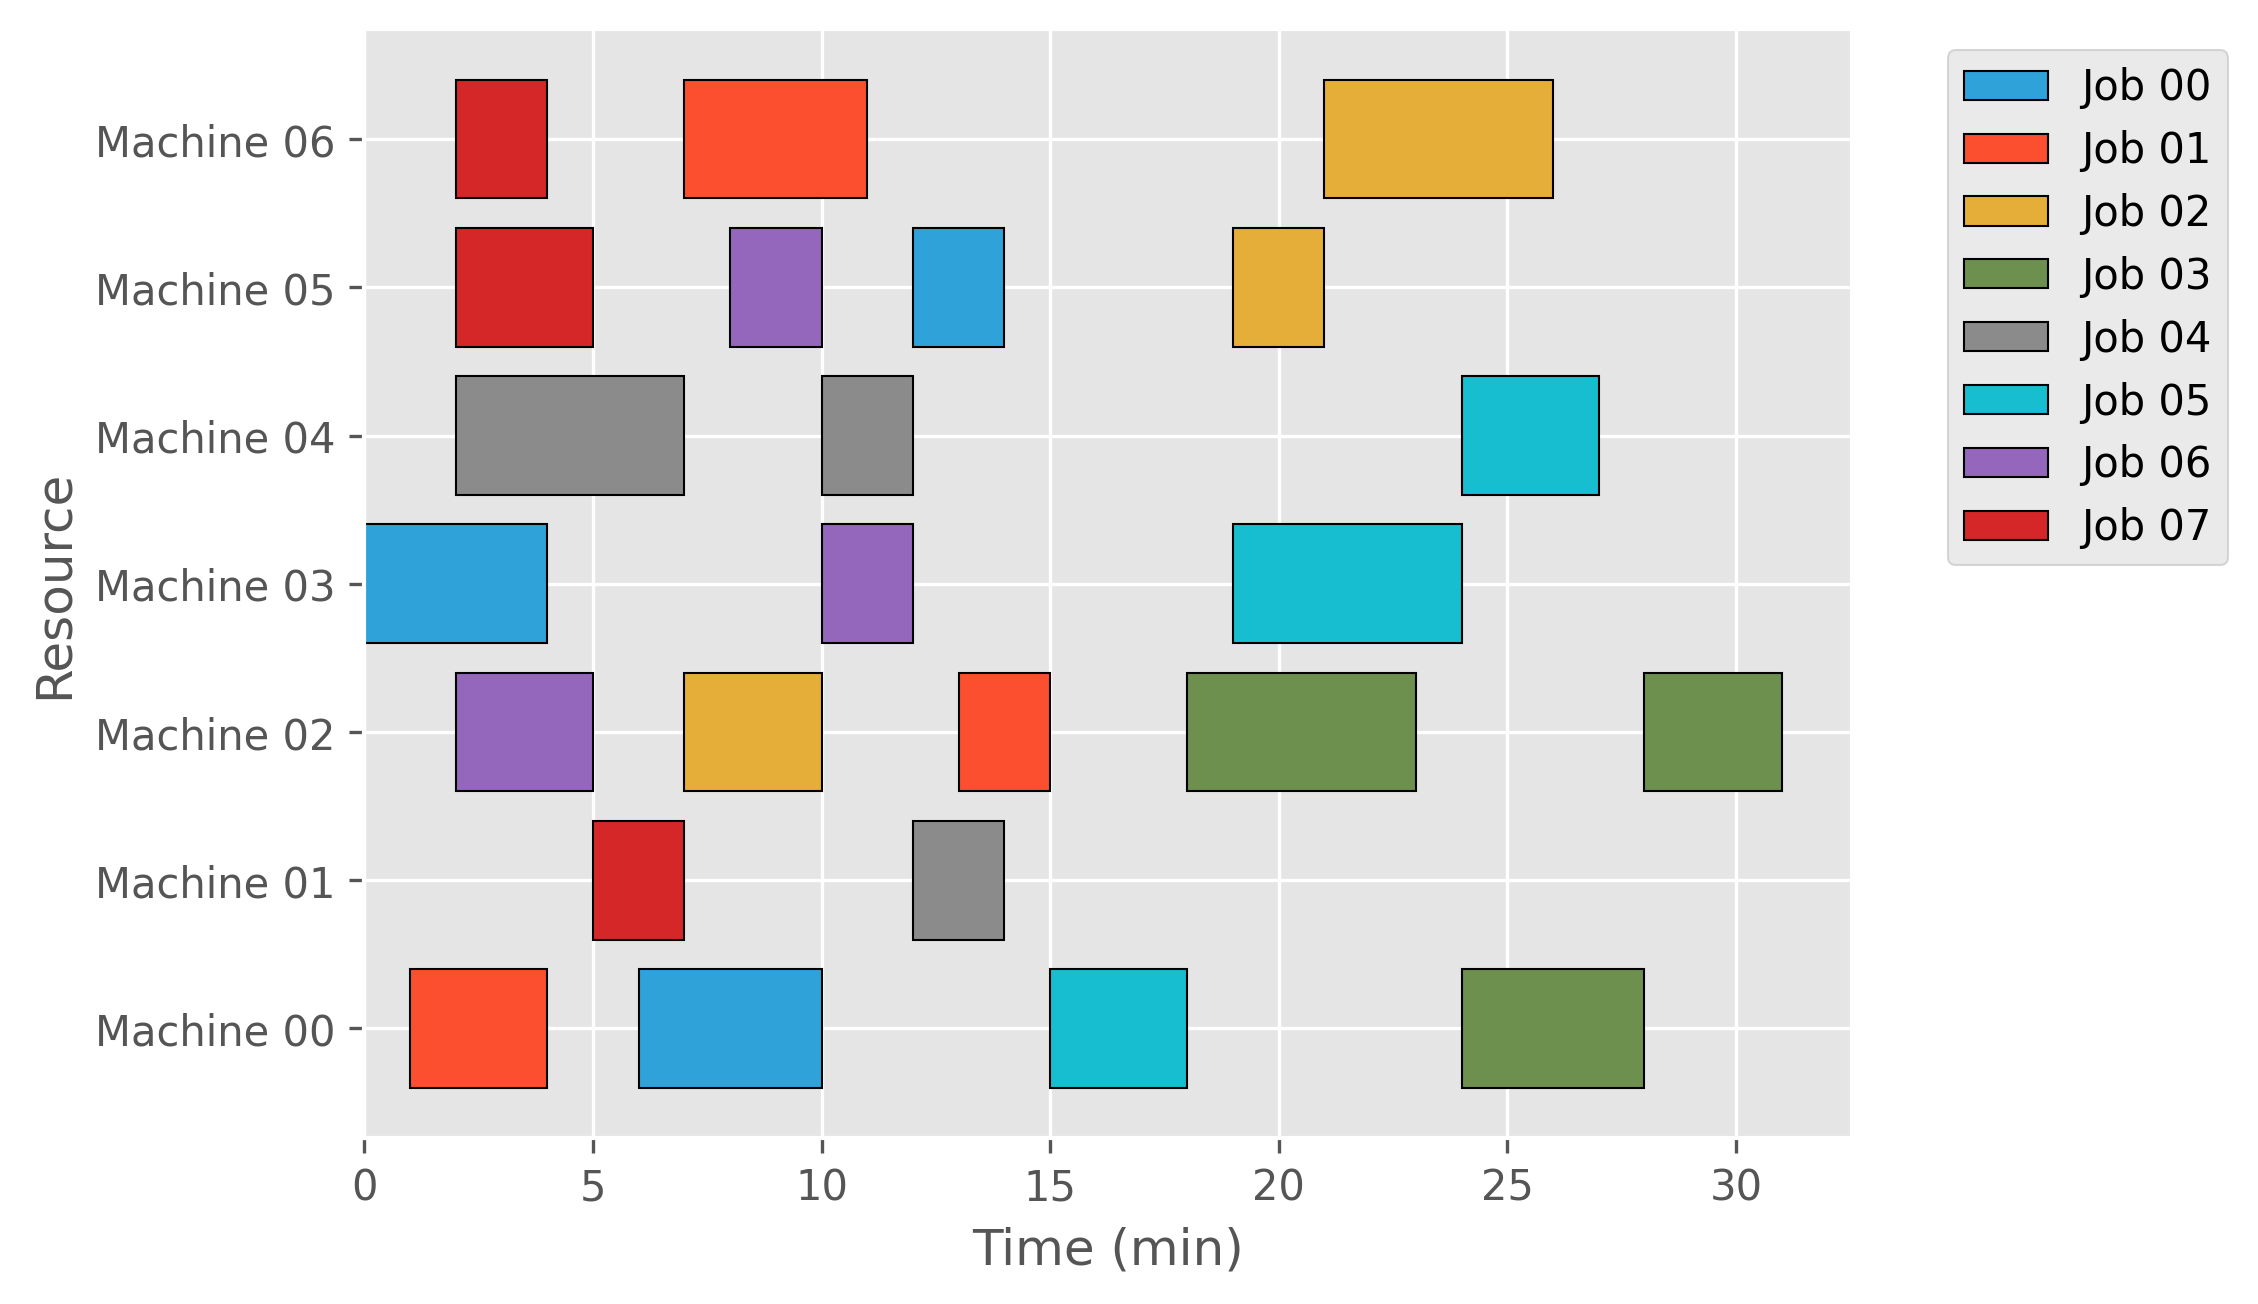 Machine 06
Machine 05
Machine 04
Machine 03
Machine 02
Machine 01
Machine 00
Resource
0 5 10 15 20 25 30
Time (min)
Job 00
Job 01
Job 02
Job 03
Job 04
Job 05
Job 06
Job 07